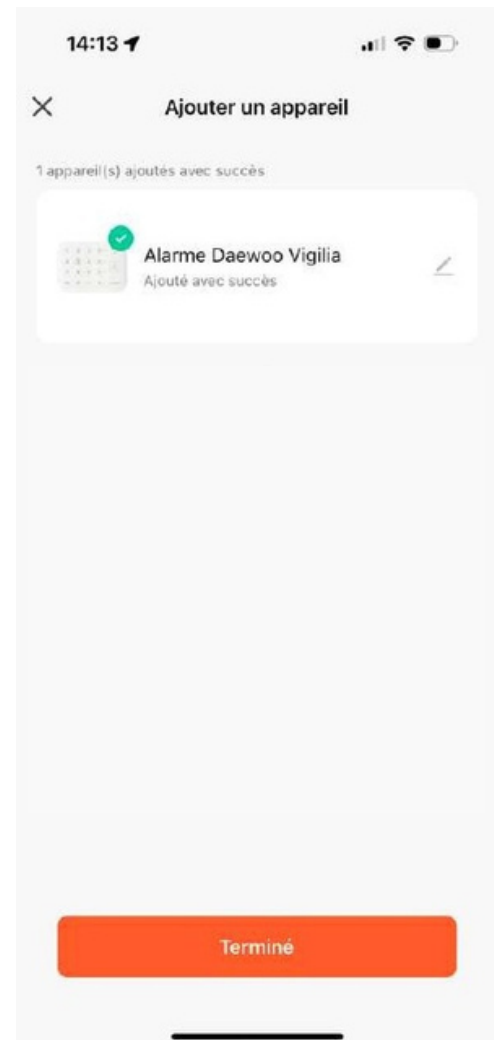 14:13
Ajouter un appareil
1 appareil(s) ajoutés avec succès
Alarme Daewoo Vigilia
Ajouté avec succès
Terminé